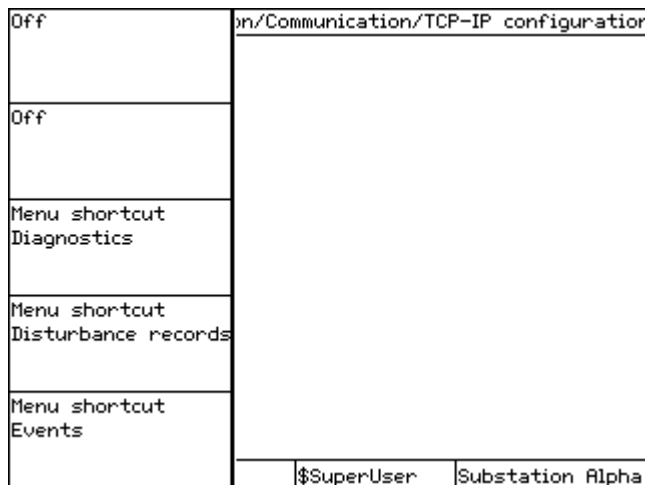 Off
on/Communication/TCP-IP configuration
Off
Menu shortcut
Diagnostics
Menu shortcut
Disturbance records
Menu shortcut
Events
$SuperUser
Substation Alpha